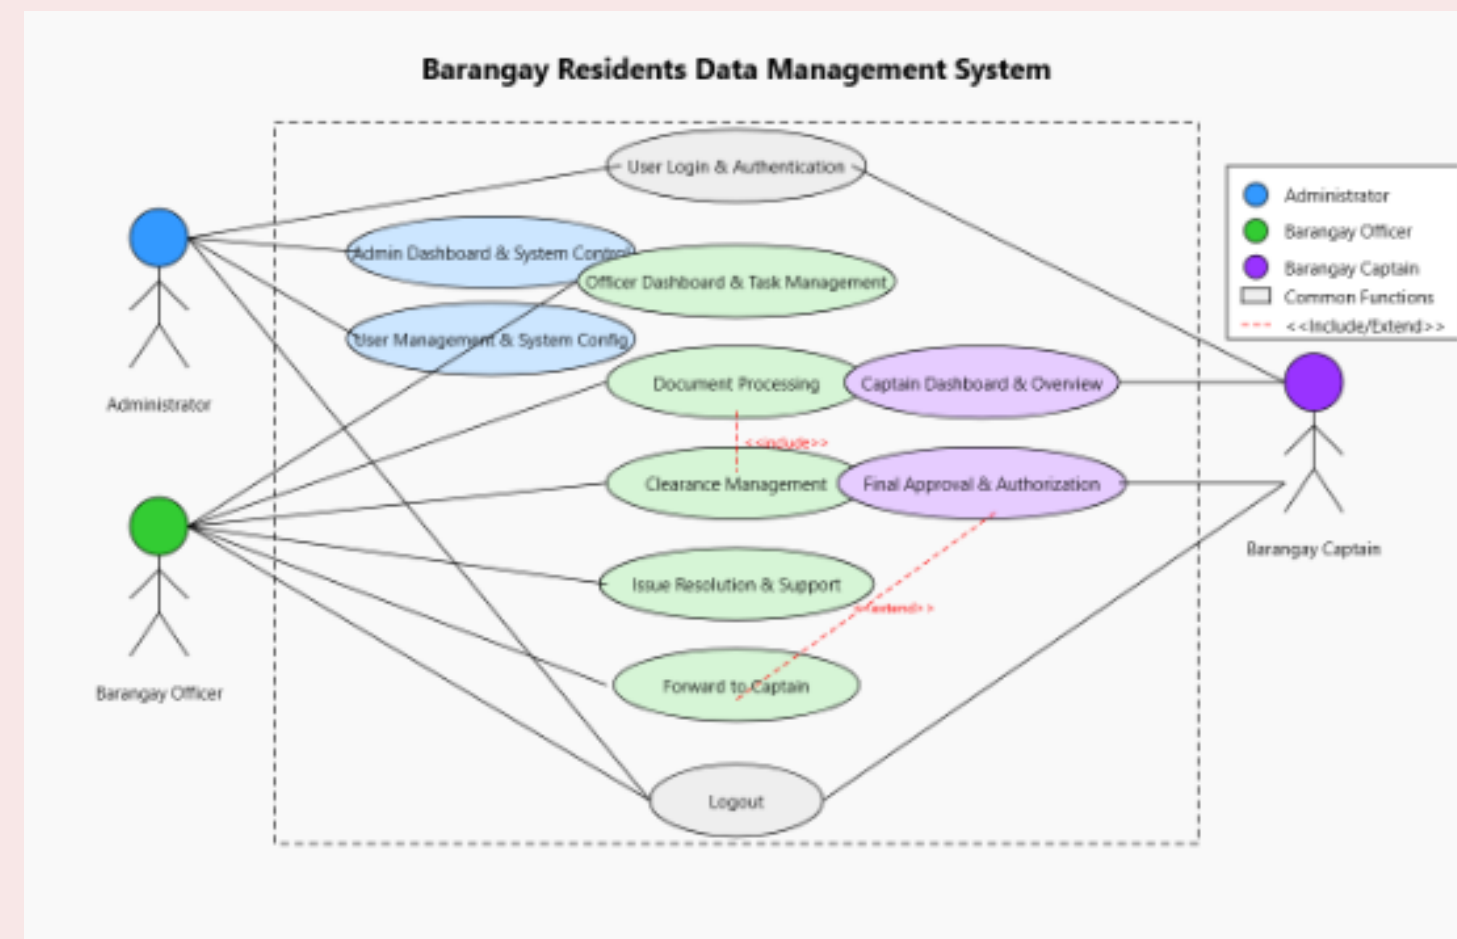 Barangay Residents Data Management System
User Login & Authentication
Admin Dashboard & System Control
Officer Dashboard & Task Management
User Management & System Config
Document Processing
Captain Dashboard & Overview
<<include>>
Clearance Management
Final Approval & Authorization
Issue Resolution & Support
<<extend>>
Forward to Captain
Logout
Administrator
Barangay Officer
Barangay Captain
Administrator
Barangay Officer
Barangay Captain
Common Functions
<<Include/Extend>>